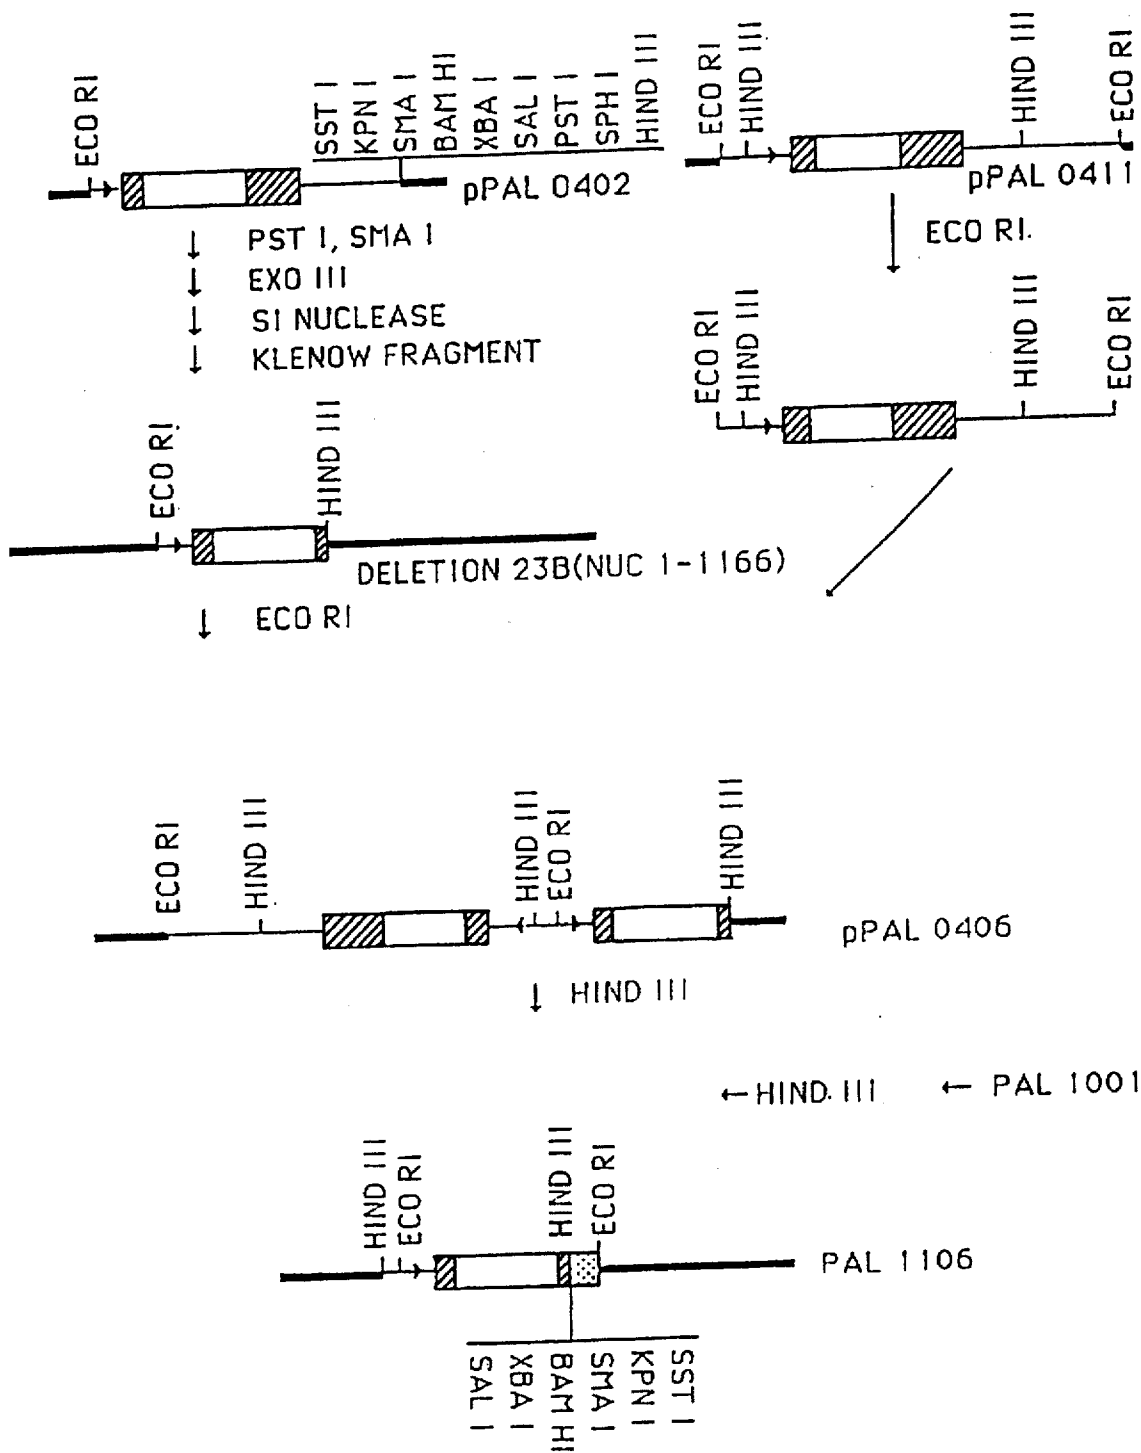 ECO RI
SST I
KPN I
SMA I
BAM HI
XBA I
SAL I
PST I
SPH I
HIND III
pPAL 0402
ECO RI
HIND III
HIND III
ECO RI
pPAL 0411
↓ PST I, SMA I
↓ EXO III
↓ SI NUCLEASE
↓ KLENOW FRAGMENT
ECO RI.
ECO RI
HIND III
HIND III
ECO RI
ECO RI
HIND III
DELETION 23B(NUC 1-1166)
↓ ECO RI
ECO RI
HIND III
HIND III
ECO RI
HIND III
pPAL 0406
↓ HIND III
←HIND. III ← PAL 1001
HIND III
ECO RI
HIND III
ECO RI
PAL 1106
SAL I
XBA I
BAM HI
SMA I
KPN I
SST I